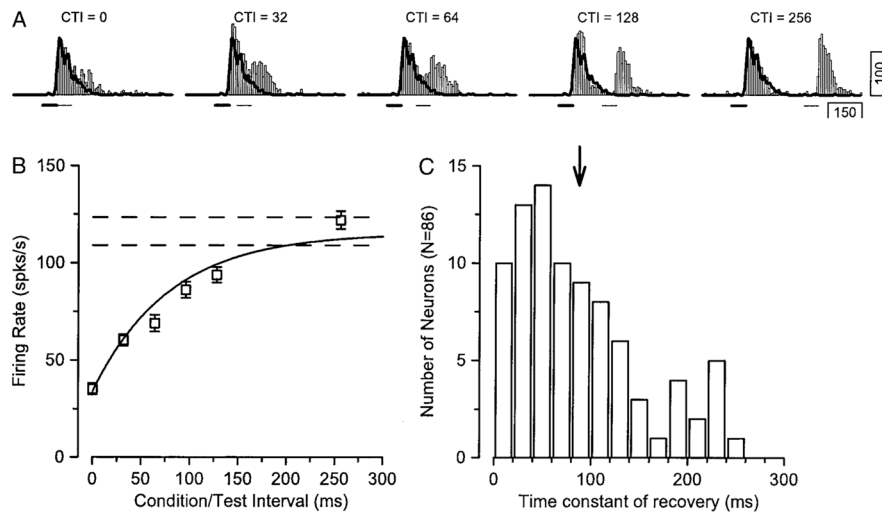 A
CTI = 0
CTI = 32
CTI = 64
CTI = 128
CTI = 256
100
150
B
150
100
50
0
Firing Rate (spks/s)
0 50 100 150 200 250 300
Condition/Test Interval (ms)
C
15
10
5
0
Number of Neurons (N=86)
0 100 200 300
Time constant of recovery (ms)